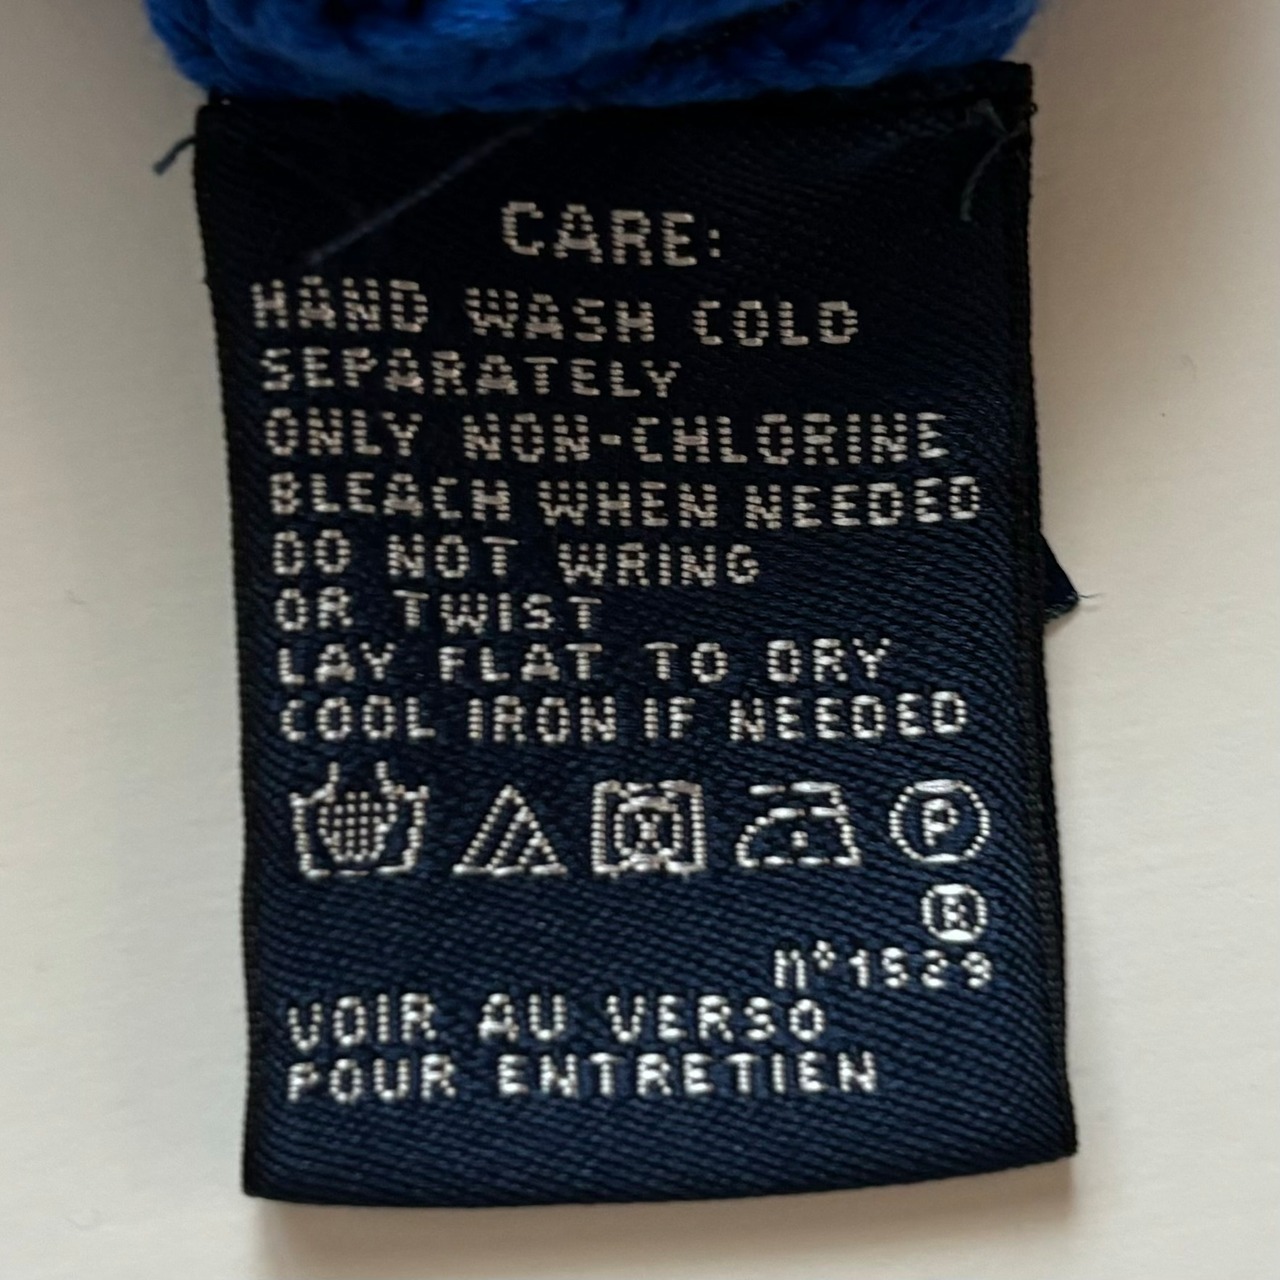 CARE:
HAND WASH COLD
SEPARATELY
ONLY NON-CHLORINE
BLEACH WHEN NEEDED
DO NOT WRING
OR TWIST
LAY FLAT TO DRY
COOL IRON IF NEEDED
P
®
n°1529
VOIR AU VERSO
POUR ENTRETIEN